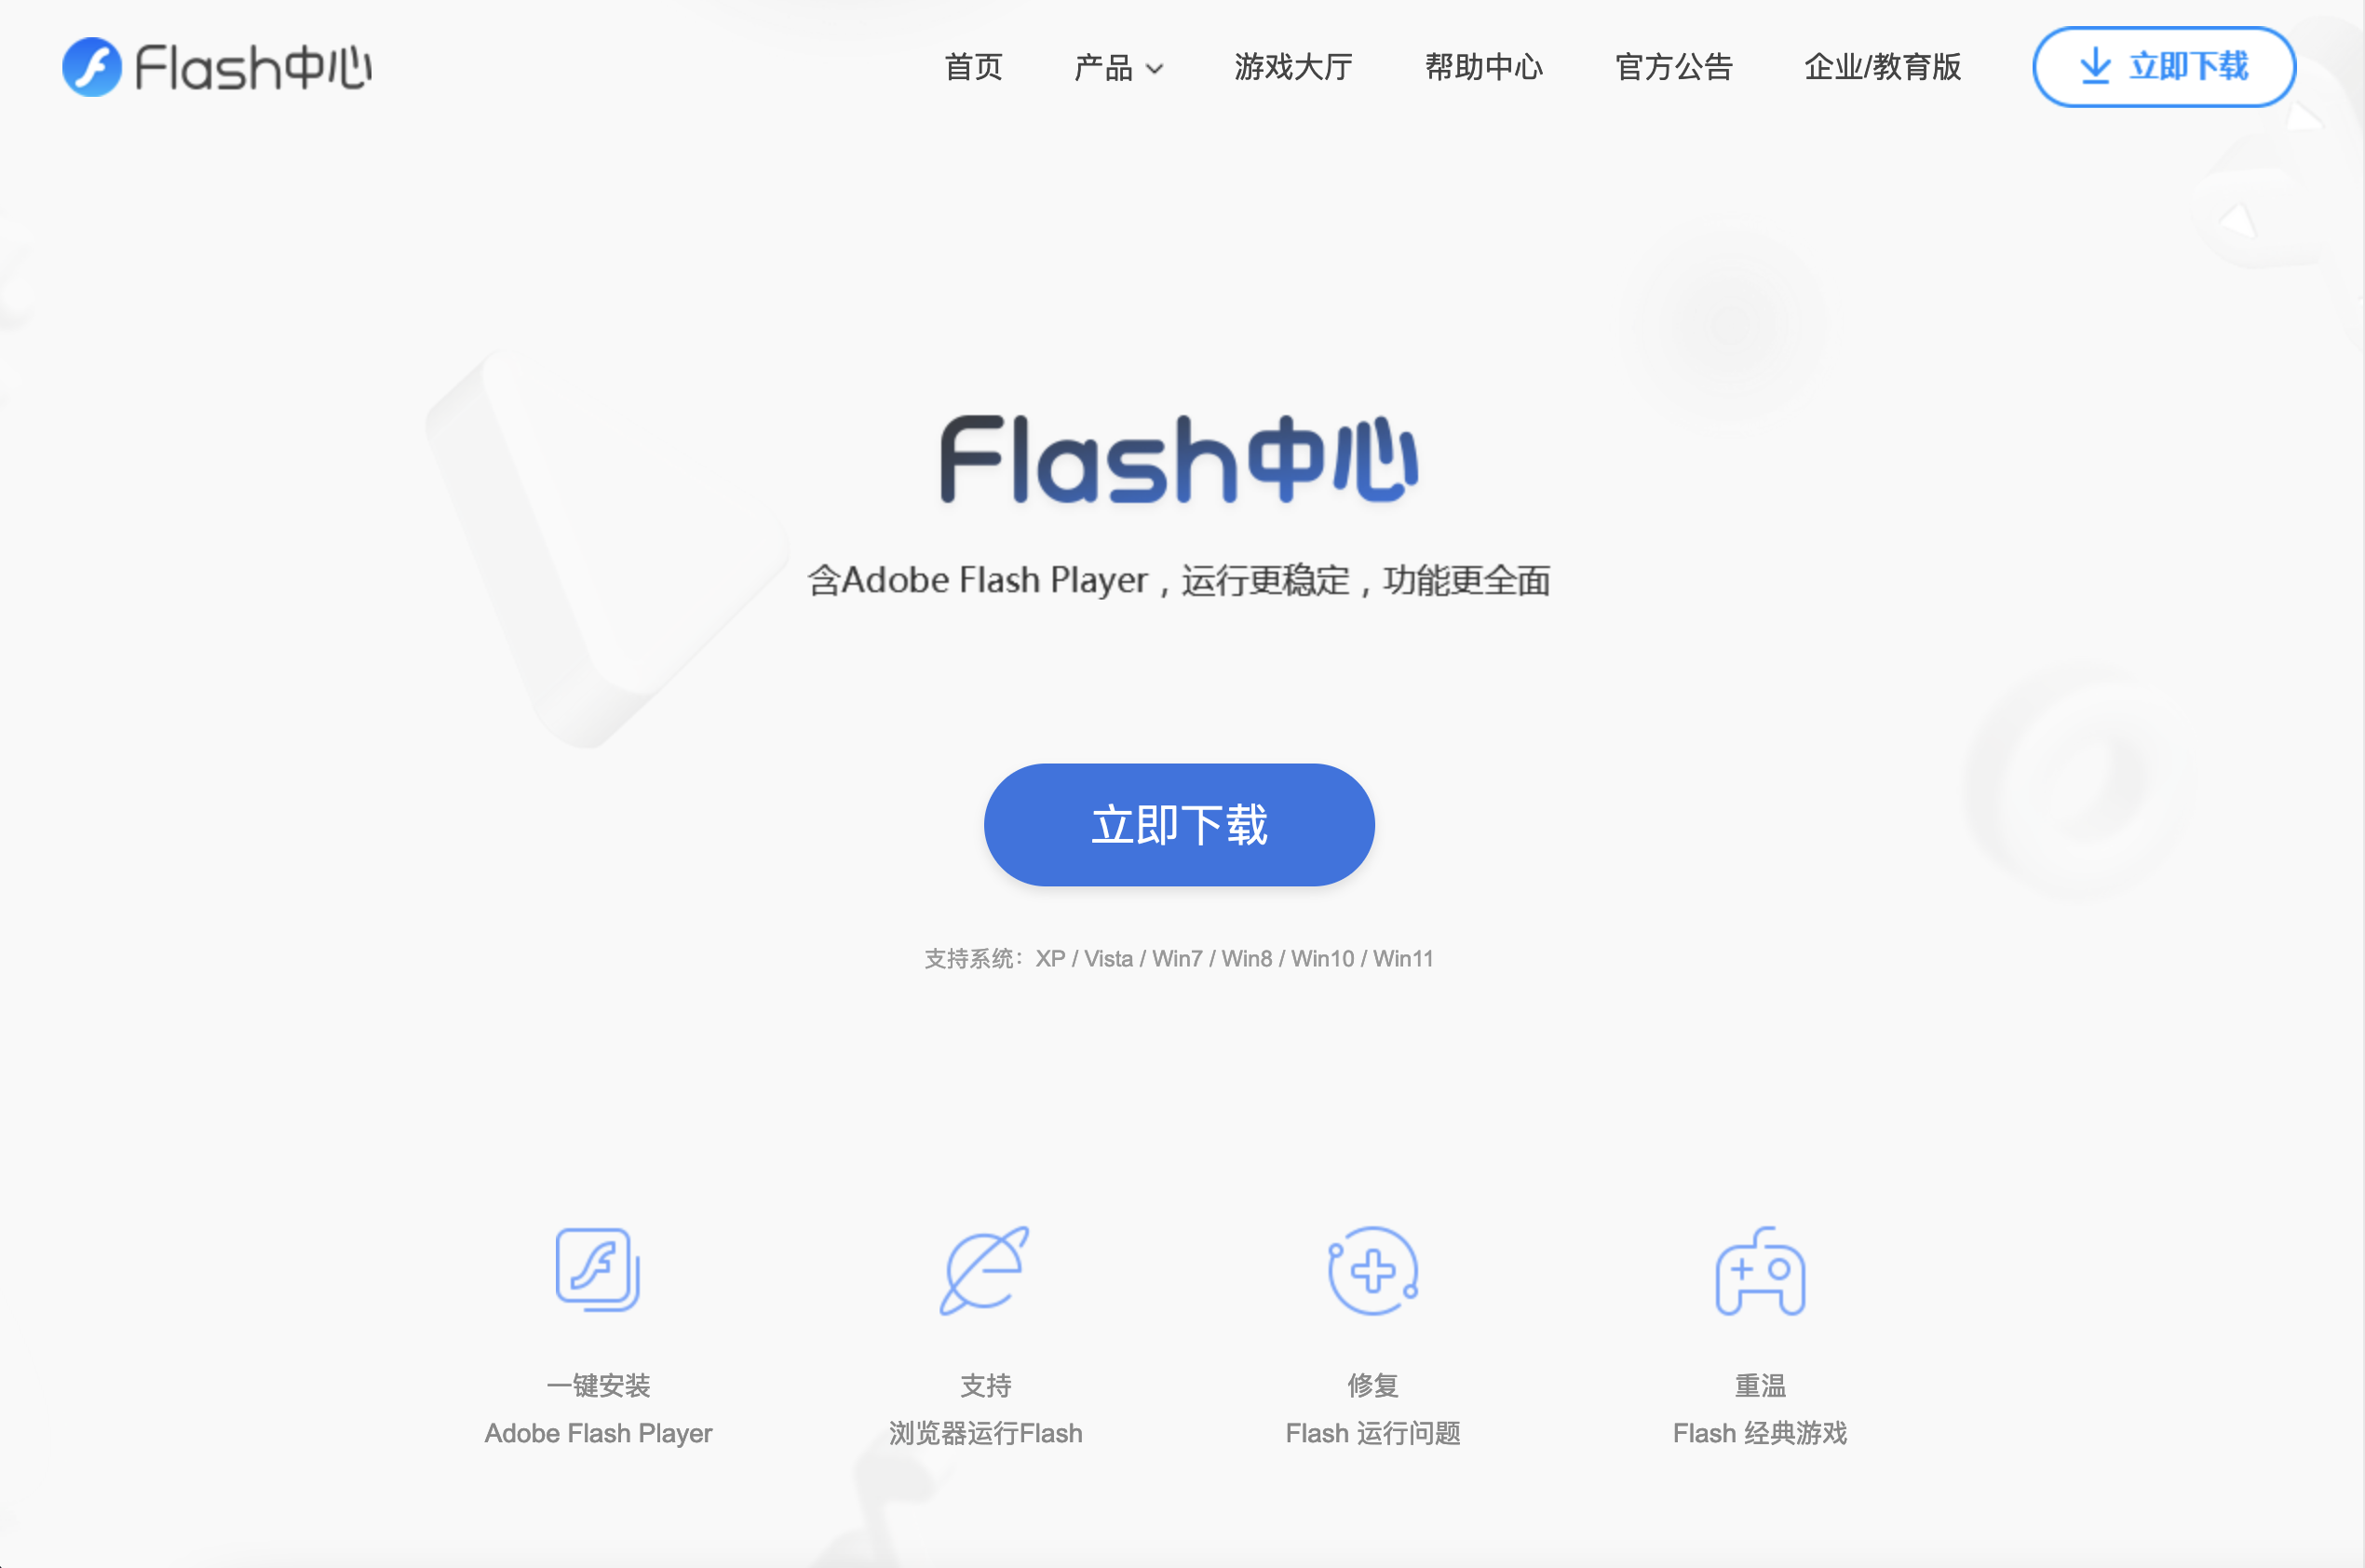 Flash中心
首页
产品
游戏大厅
帮助中心
官方公告
企业/教育版
立即下载
Flash中心
含Adobe Flash Player，运行更稳定，功能更全面
立即下载
支持系统：XP / Vista / Win7 / Win8 / Win10 / Win11
一键安装
Adobe Flash Player
支持
浏览器运行Flash
修复
Flash 运行问题
重温
Flash 经典游戏